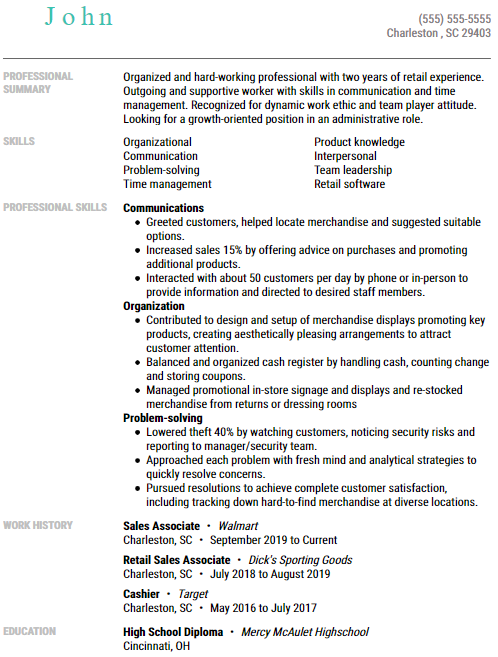 John
(555) 555-5555
Charleston , SC 29403
PROFESSIONAL
SUMMARY
Organized and hard-working professional with two years of retail experience.
Outgoing and supportive worker with skills in communication and time
management. Recognized for dynamic work ethic and team player attitude.
Looking for a growth-oriented position in an administrative role.
SKILLS
Organizational
Communication
Problem-solving
Time management
Product knowledge
Interpersonal
Team leadership
Retail software
PROFESSIONAL SKILLS
Communications
● Greeted customers, helped locate merchandise and suggested suitable
options.
● Increased sales 15% by offering advice on purchases and promoting
additional products.
● Interacted with about 50 customers per day by phone or in-person to
provide information and directed to desired staff members.
Organization
● Contributed to design and setup of merchandise displays promoting key
products, creating aesthetically pleasing arrangements to attract
customer attention.
● Balanced and organized cash register by handling cash, counting change
and storing coupons.
● Managed promotional in-store signage and displays and re-stocked
merchandise from returns or dressing rooms
Problem-solving
● Lowered theft 40% by watching customers, noticing security risks and
reporting to manager/security team.
● Approached each problem with fresh mind and analytical strategies to
quickly resolve concerns.
● Pursued resolutions to achieve complete customer satisfaction,
including tracking down hard-to-find merchandise at diverse locations.
WORK HISTORY
Sales Associate • Walmart
Charleston, SC • September 2019 to Current
Retail Sales Associate • Dick's Sporting Goods
Charleston, SC • July 2018 to August 2019
Cashier • Target
Charleston, SC • May 2016 to July 2017
EDUCATION
High School Diploma • Mercy McAulet Highschool
Cincinnati, OH